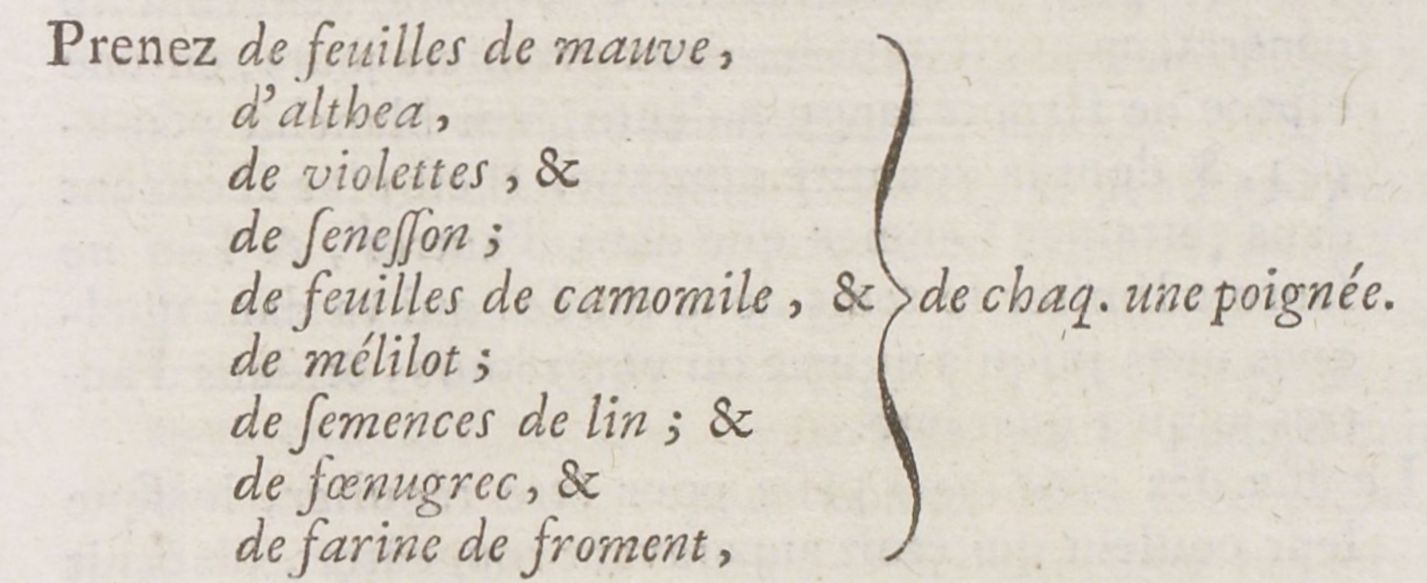 Prenez de feuilles de mauve,
d'althea,
de violettes, &
de ſeneſſon;
de feuilles de camomile, & de chaq. une poignée.
de mélilot;
de ſemences de lin; &
de fœnugrec, &
de farine de froment,